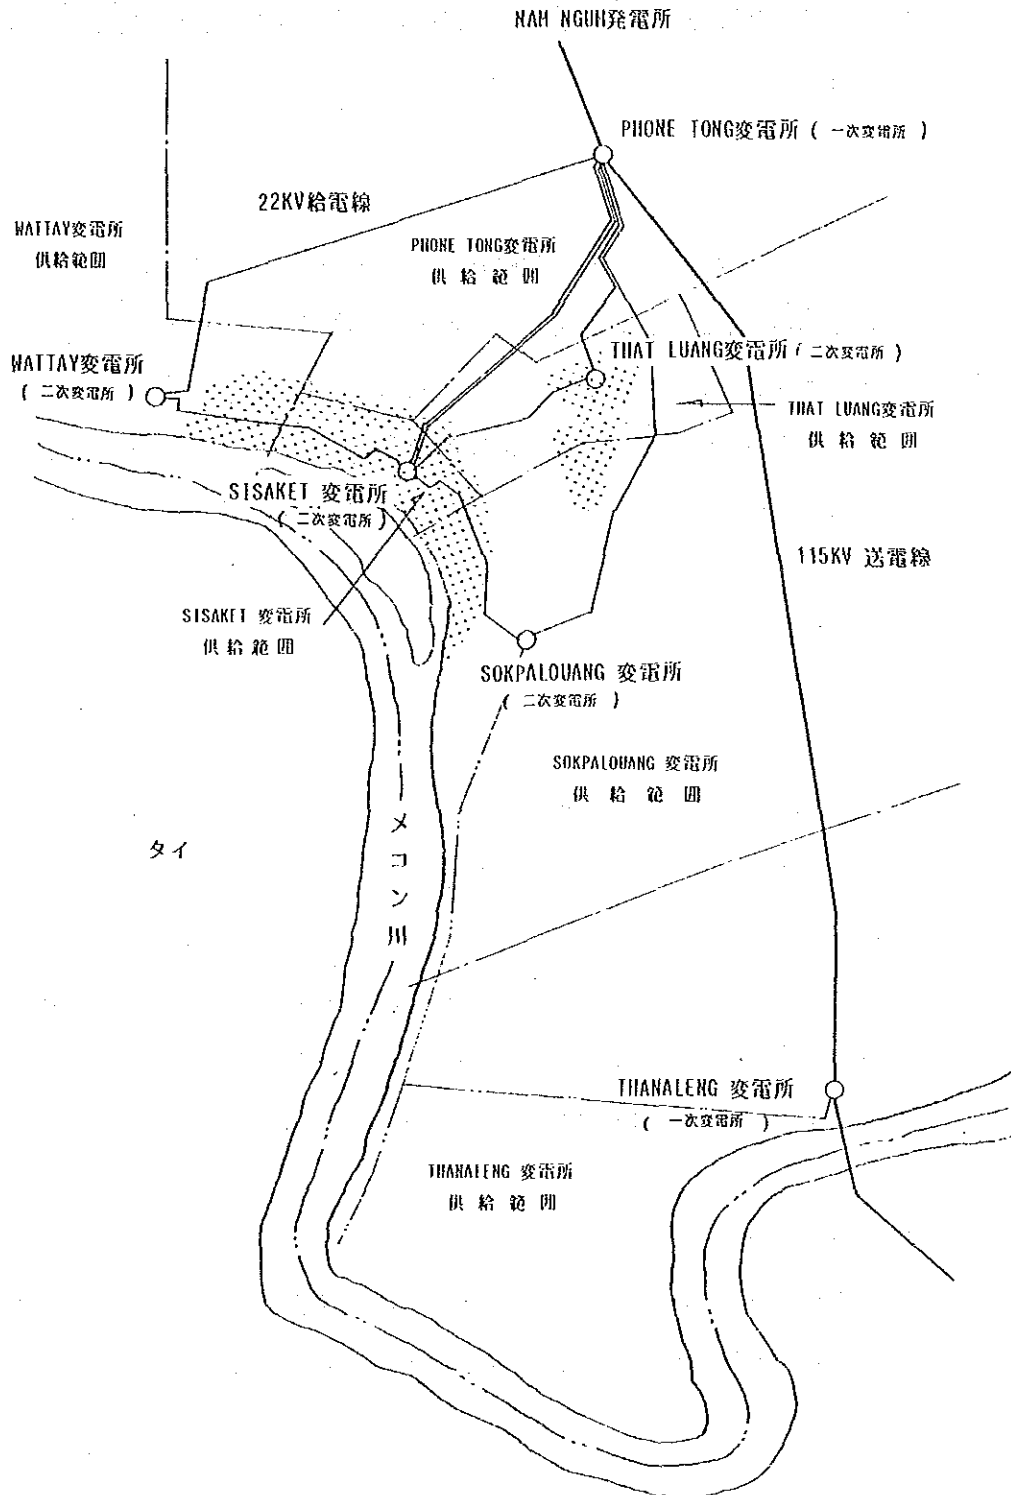 NAM NGUM発電所
PHONE TONG変電所 ( 一次変電所 )
22KV給電線
WATTAY変電所
供給範囲
PHONE TONG変電所
供 給 範 囲
THAT LUANG変電所 ( 二次変電所 )
WATTAY変電所
( 二次変電所 )
THAT LUANG変電所
供 給 範 囲
SISAKET 変電所
( 二次変電所 )
115KV 送電線
SISAKET 変電所
供 給 範 囲
SOKPALOUANG 変電所
( 二次変電所 )
SOKPALOUANG 変電所
供 給 範 囲
タイ
メコン川
THANALENG 変電所
( 一次変電所 )
THANALENG 変電所
供 給 範 囲